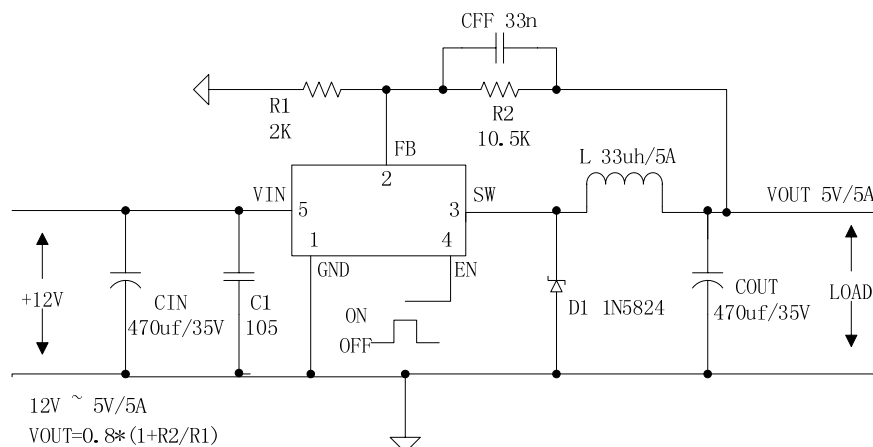 CFF 33n
R1
2K
R2
10.5K
FB
2
L 33uh/5A
VIN
5
SW
3
VOUT 5V/5A
1
4
GND
EN
+12V
CIN
470uf/35V
C1
105
ON
OFF
D1 1N5824
COUT
470uf/35V
LOAD
12V ~ 5V/5A
VOUT=0.8*(1+R2/R1)